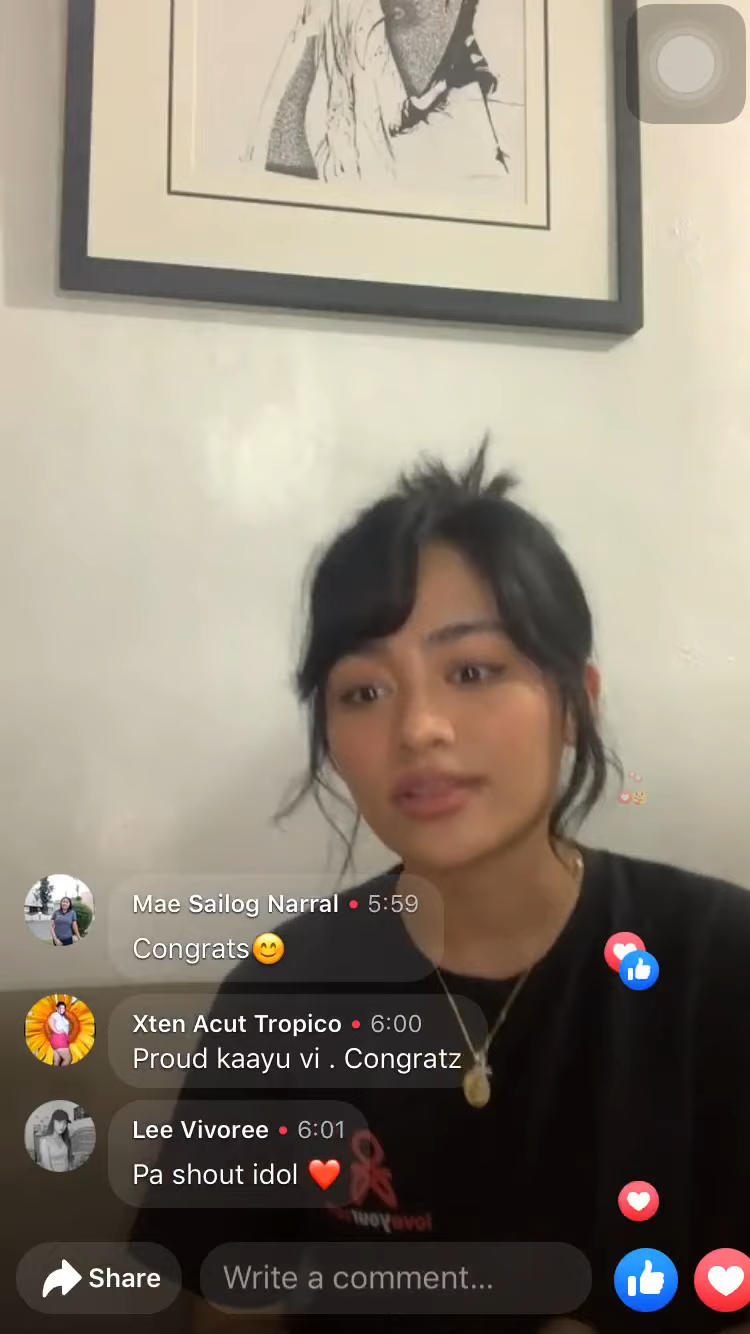 Mae Sailog Narral • 5:59
Congrats😊
Xten Acut Tropico • 6:00
Proud kaayu vi . Congratz
Lee Vivoree • 6:01
Pa shout idol ❤️
Share
Write a comment...